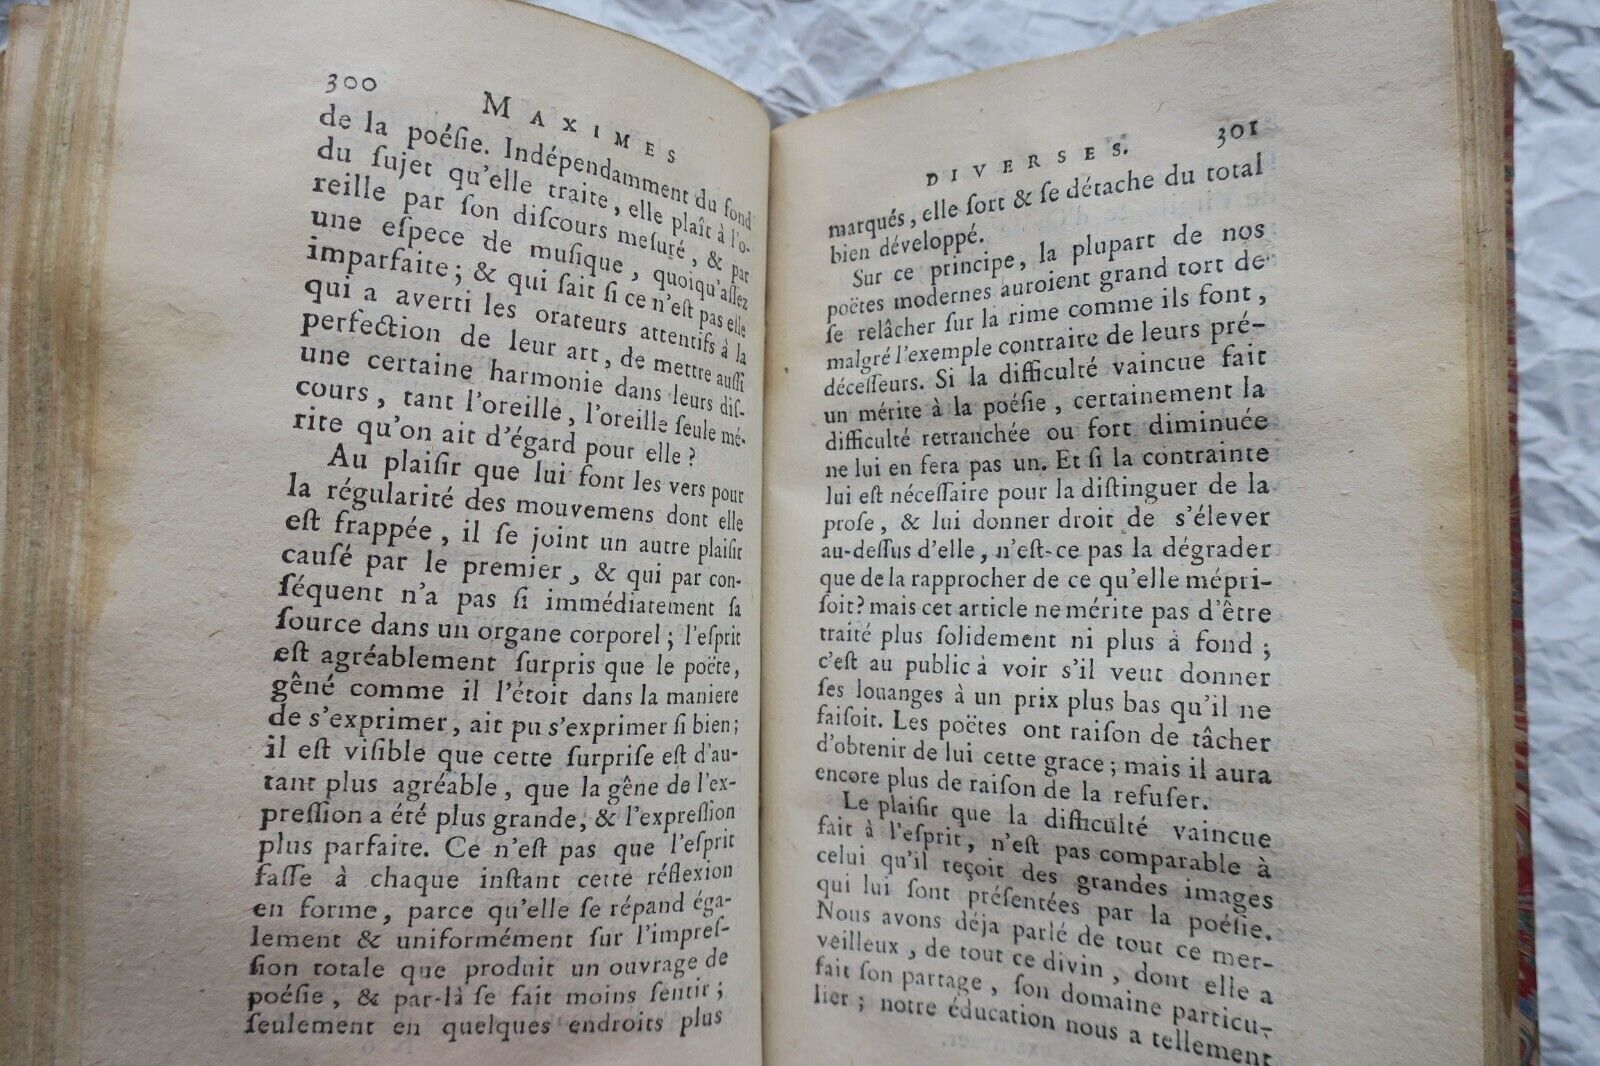 300 MAXIMES
de la poéſie. Indépendamment du fond
du ſujet qu'elle traite, elle plaît à l'o-
reille par ſon diſcours meſuré, & par
une eſpece de muſique, quoiqu'aſſez
imparfaite; & qui ſait ſi ce n'eſt pas elle
qui a averti les orateurs attentifs à la
perfection de leur art, de mettre auſſi
une certaine harmonie dans leurs diſ-
cours, tant l'oreille, l'oreille ſeule mé-
rite qu'on ait d'égard pour elle?
Au plaiſir que lui font les vers pour
la régularité des mouvemens dont elle
eſt frappée, il ſe joint un autre plaiſir
cauſé par le premier, & qui par con-
ſéquent n'a pas ſi immédiatement ſa
ſource dans un organe corporel; l'eſprit
eſt agréablement ſurpris que le poëte,
gêné comme il l'étoit dans la maniere
de s'exprimer, ait pu s'exprimer ſi bien;
il eſt viſible que cette ſurpriſe eſt d'au-
tant plus agréable, que la gêne de l'ex-
preſſion a été plus grande, & l'expreſſion
plus parfaite. Ce n'eſt pas que l'eſprit
faſſe à chaque inſtant cette réflexion
en forme, parce qu'elle ſe répand éga-
lement & uniformément ſur l'impreſ-
ſion totale que produit un ouvrage de
poéſie, & par-là ſe fait moins ſentir;
ſeulement en quelques endroits plus
DIVERSES. 301
marqués, elle ſort & ſe détache du total
bien développé.
Sur ce principe, la plupart de nos
poëtes modernes auroient grand tort de
ſe relâcher ſur la rime comme ils font,
malgré l'exemple contraire de leurs pré-
déceſſeurs. Si la difficulté vaincue fait
un mérite à la poéſie, certainement la
difficulté retranchée ou fort diminuée
ne lui en fera pas un. Et ſi la contrainte
lui eſt néceſſaire pour la diſtinguer de la
proſe, & lui donner droit de s'élever
au-deſſus d'elle, n'eſt-ce pas la dégrader
que de la rapprocher de ce qu'elle mépri-
ſoit? mais cet article ne mérite pas d'être
traité plus ſolidement ni plus à fond;
c'eſt au public à voir s'il veut donner
ſes louanges à un prix plus bas qu'il ne
faiſoit. Les poëtes ont raiſon de tâcher
d'obtenir de lui cette grace; mais il aura
encore plus de raiſon de la refuſer.
Le plaiſir que la difficulté vaincue
fait à l'eſprit, n'eſt pas comparable à
celui qu'il reçoit des grandes images
qui lui ſont préſentées par la poéſie.
Nous avons déja parlé de tout ce mer-
veilleux, de tout ce divin, dont elle a
fait ſon partage, ſon domaine particu-
lier; notre éducation nous a tellement